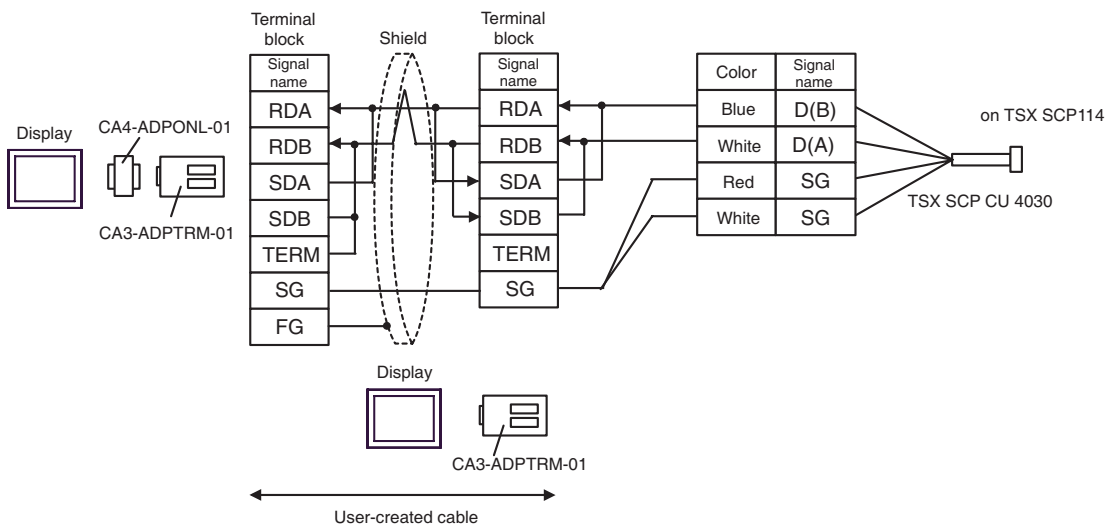 Display
CA4-ADPONL-01
CA3-ADPTRM-01
Terminal
block
Signal
name
RDA
RDB
SDA
SDB
TERM
SG
FG
Shield
Terminal
block
Signal
name
RDA
RDB
SDA
SDB
TERM
SG
Color
Signal
name
Blue
D(B)
White
D(A)
Red
SG
White
SG
on TSX SCP114
TSX SCP CU 4030
Display
CA3-ADPTRM-01
User-created cable